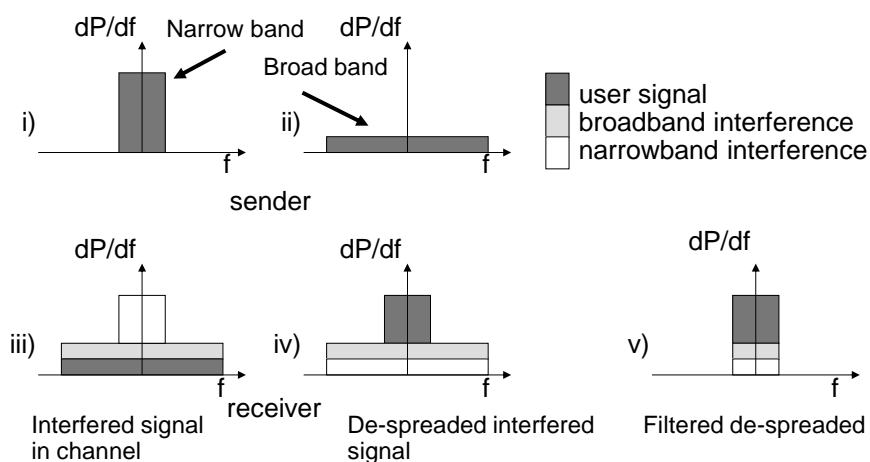 dP/df
Narrow band
dP/df
Broad band
i)
f
ii)
f
user signal
broadband interference
narrowband interference
sender
dP/df
dP/df
dP/df
iii)
f
iv)
f
v)
f
Interfered signal
in channel
receiver
De-spreaded interfered
signal
Filtered de-spreaded